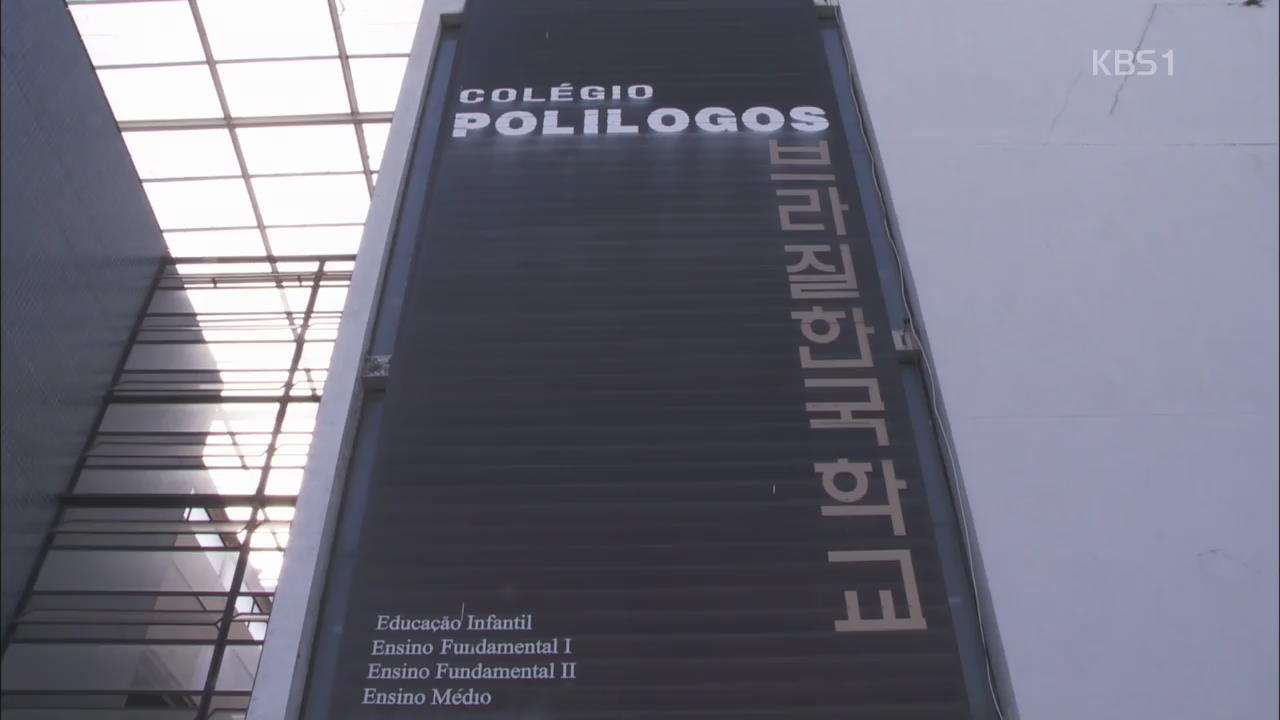 KBS1
COLÉGIO
POLILOGOS
브라질한국학교
Educação Infantil
Ensino Fundamental I
Ensino Fundamental II
Ensino Médio